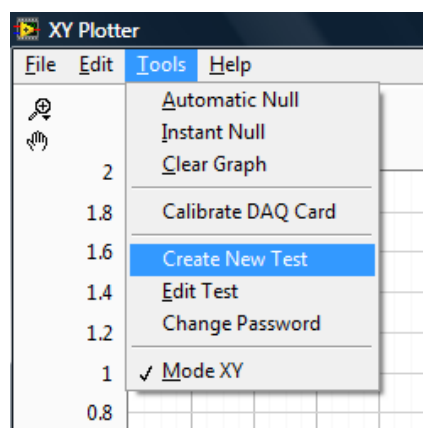 XY Plotter
File Edit Tools Help
Automatic Null
Instant Null
Clear Graph
Calibrate DAQ Card
Create New Test
Edit Test
Change Password
✓ Mode XY
2
1.8
1.6
1.4
1.2
1
0.8